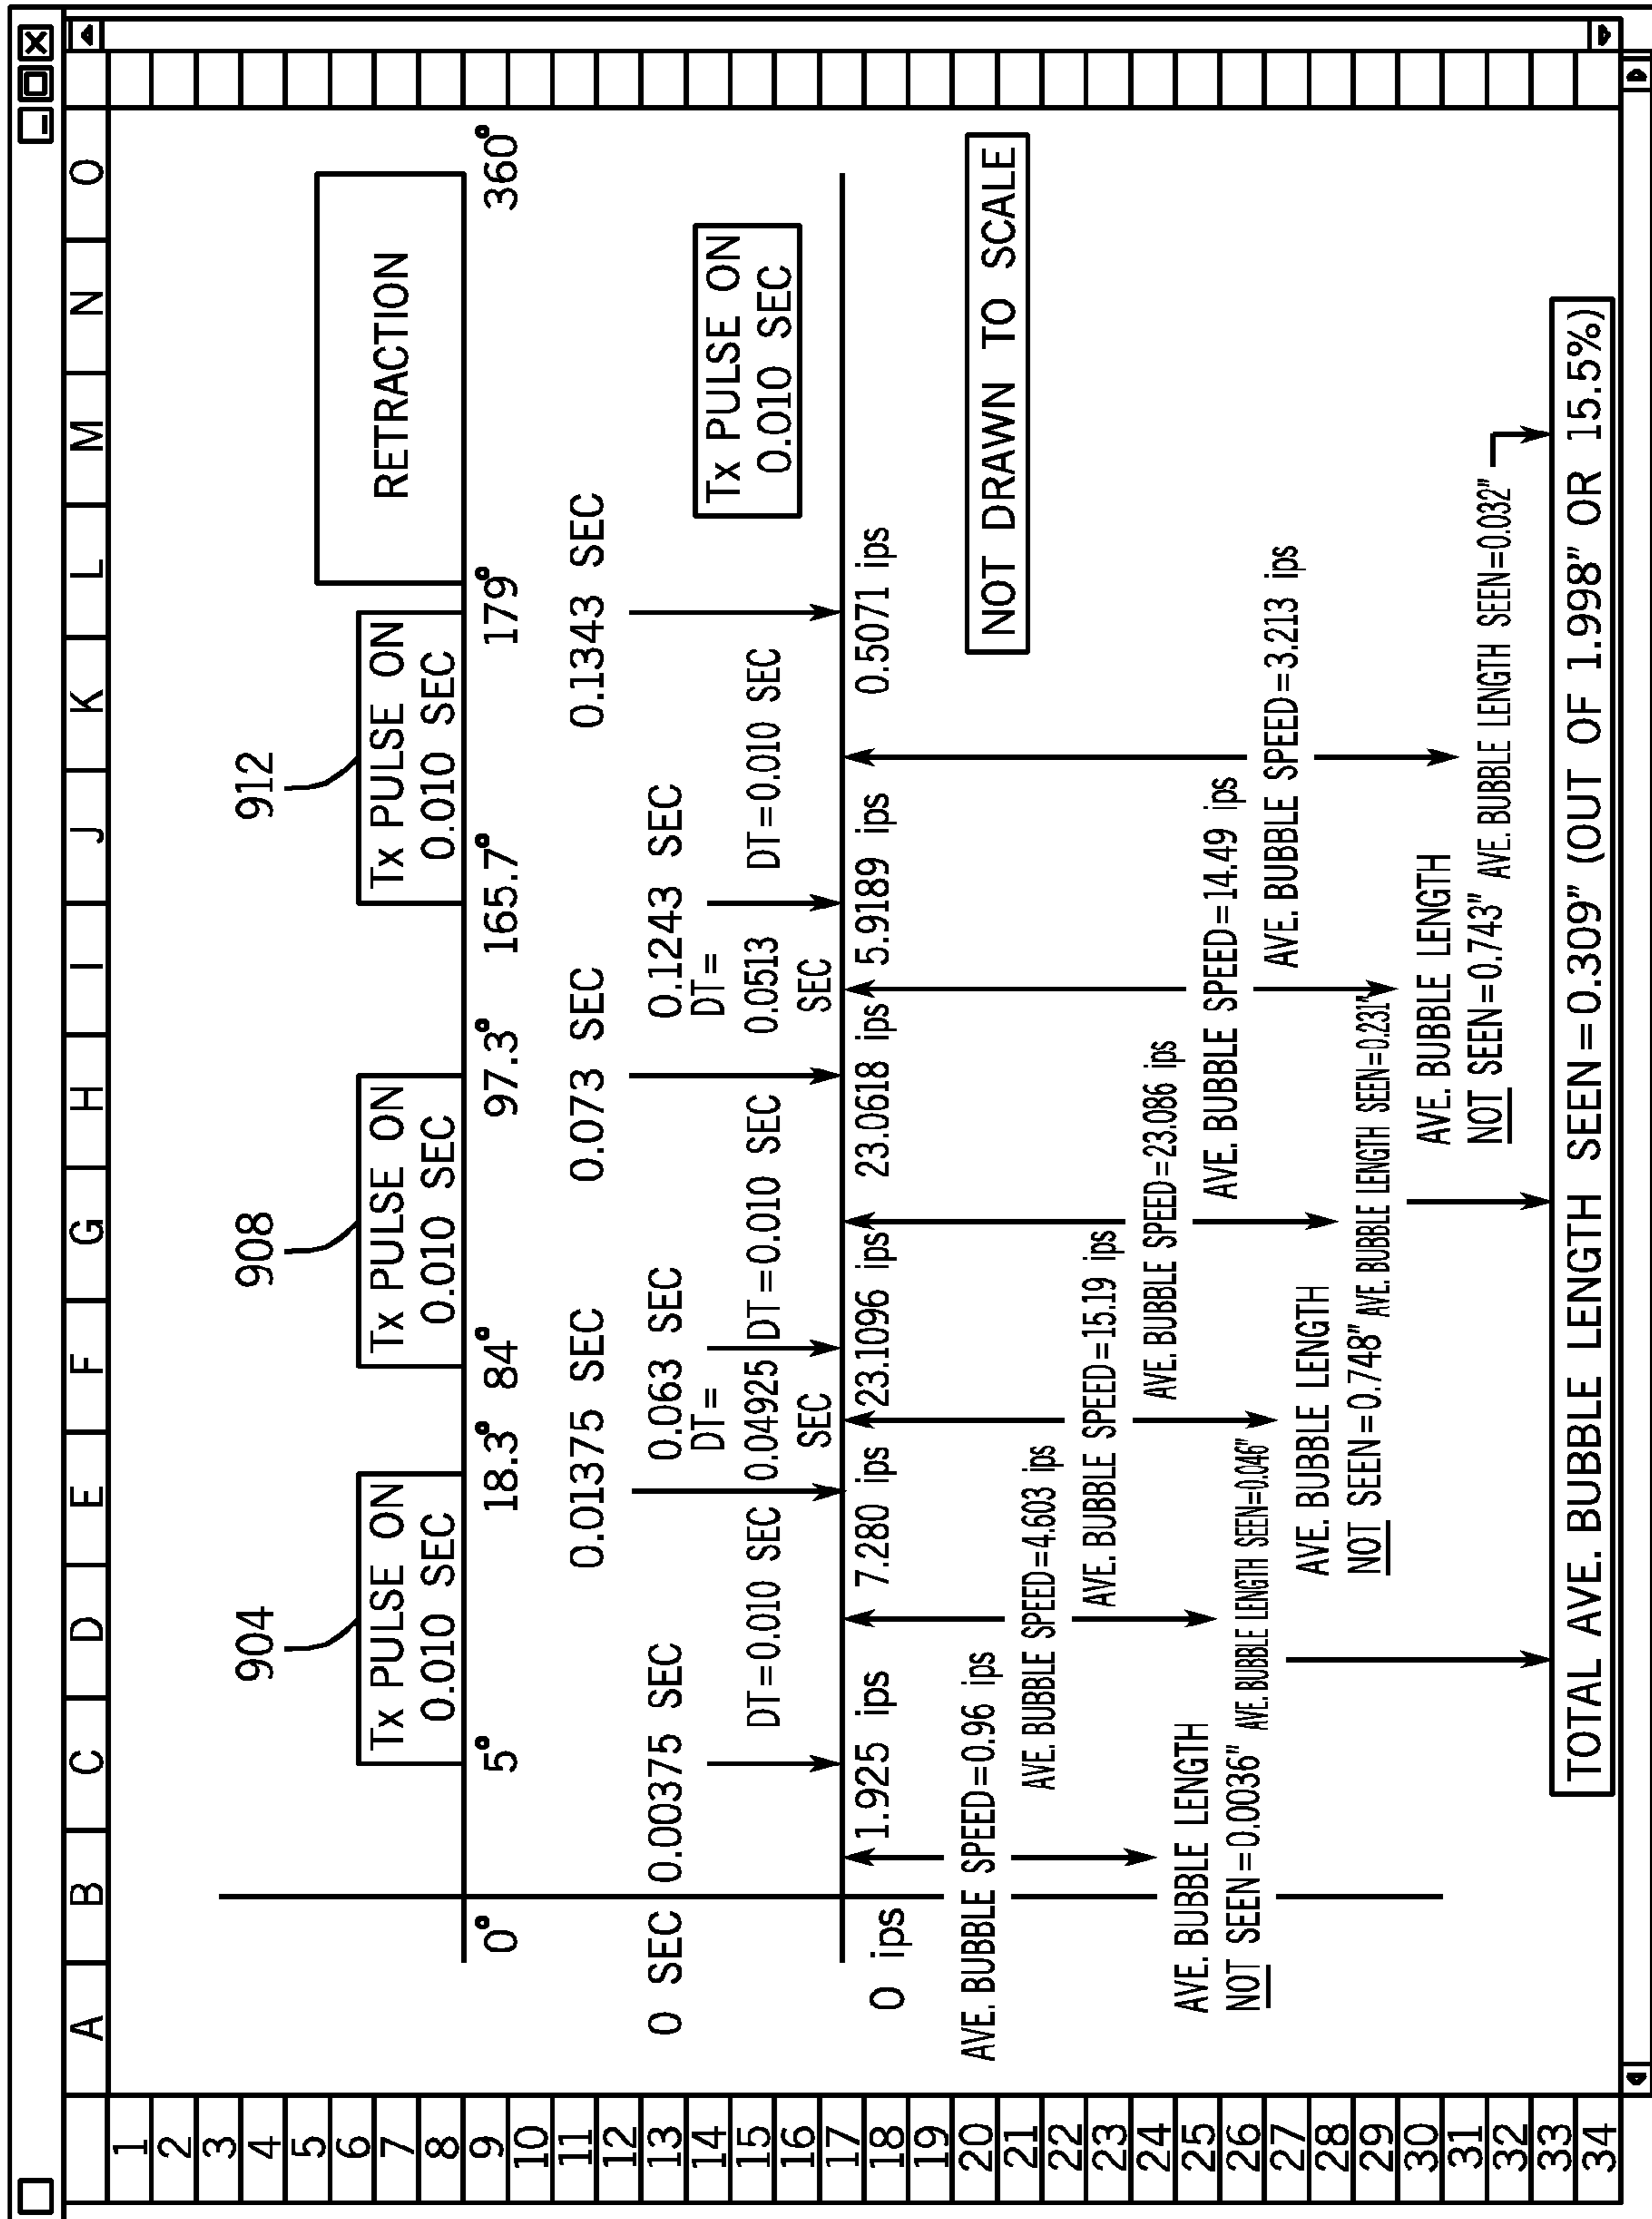 A B C D E F G H I J K L M N O
1
2
3
4
5
6
7
8
9
10
11
12
13
14
15
16
17
18
19
20
21
22
23
24
25
26
27
28
29
30
31
32
33
34
904
908
912
Tx PULSE ON
0.010 SEC
Tx PULSE ON
0.010 SEC
Tx PULSE ON
0.010 SEC
RETRACTION
0° 5° 18.3° 84° 97.3° 165.7° 179° 360°
0.01375 SEC 0.073 SEC 0.1343 SEC
0 SEC 0.00375 SEC 0.063 SEC 0.1243 SEC
DT=0.010 SEC
DT=
0.04925
SEC
DT=0.010 SEC
DT=
0.0513
SEC
DT=0.010 SEC
Tx PULSE ON
0.010 SEC
0 ips 1.925 ips 7.280 ips 23.1096 ips 23.0618 ips 5.9189 ips 0.5071 ips
NOT DRAWN TO SCALE
AVE. BUBBLE SPEED=0.96 ips
AVE. BUBBLE SPEED=4.603 ips
AVE. BUBBLE SPEED=15.19 ips
AVE. BUBBLE SPEED=23.086 ips
AVE. BUBBLE SPEED=14.49 ips
AVE. BUBBLE SPEED=3.213 ips
AVE. BUBBLE LENGTH
NOT SEEN=0.0036"
AVE. BUBBLE LENGTH SEEN=0.046"
AVE. BUBBLE LENGTH
NOT SEEN=0.748"
AVE. BUBBLE LENGTH SEEN=0.231"
AVE. BUBBLE LENGTH
NOT SEEN=0.743"
AVE. BUBBLE LENGTH SEEN=0.032"
TOTAL AVE. BUBBLE LENGTH SEEN=0.309" (OUT OF 1.998" OR 15.5%)